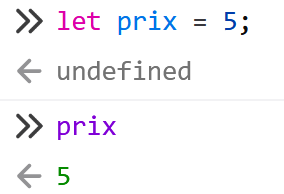 >> let prix = 5;
← undefined
>> prix
← 5